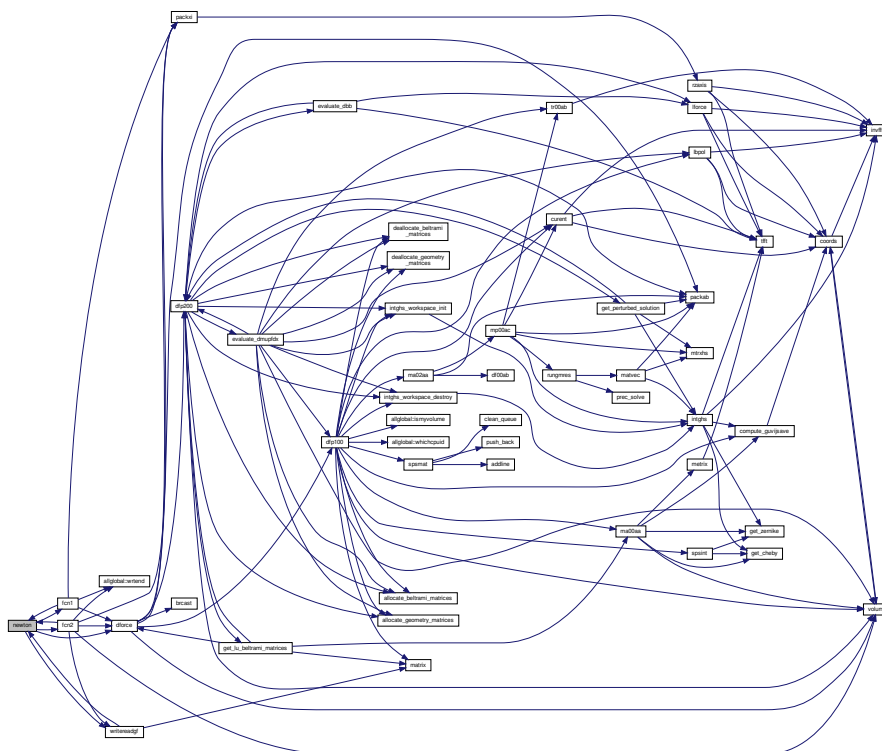 packxi
rzaxis
evaluate_dbb
tr00ab
lforce
invfft
lbpol
curent
deallocate_beltrami
_matrices
tfft
coords
deallocate_geometry
_matrices
packab
dfp200
intghs_workspace_init
get_perturbed_solution
mp00ac
evaluate_dmupfdx
mtrxhs
ma02aa
df00ab
rungmres
matvec
prec_solve
intghs_workspace_destroy
allglobal::ismyvolume
clean_queue
intghs
compute_guvijsave
dfp100
allglobal::whichcpuid
push_back
spsmat
addline
metrix
ma00aa
get_zernike
spsint
get_cheby
allglobal::wrtend
allocate_beltrami_matrices
fcn1
brcast
volume
newton
fcn2
dforce
allocate_geometry_matrices
get_lu_beltrami_matrices
matrix
writereadgf